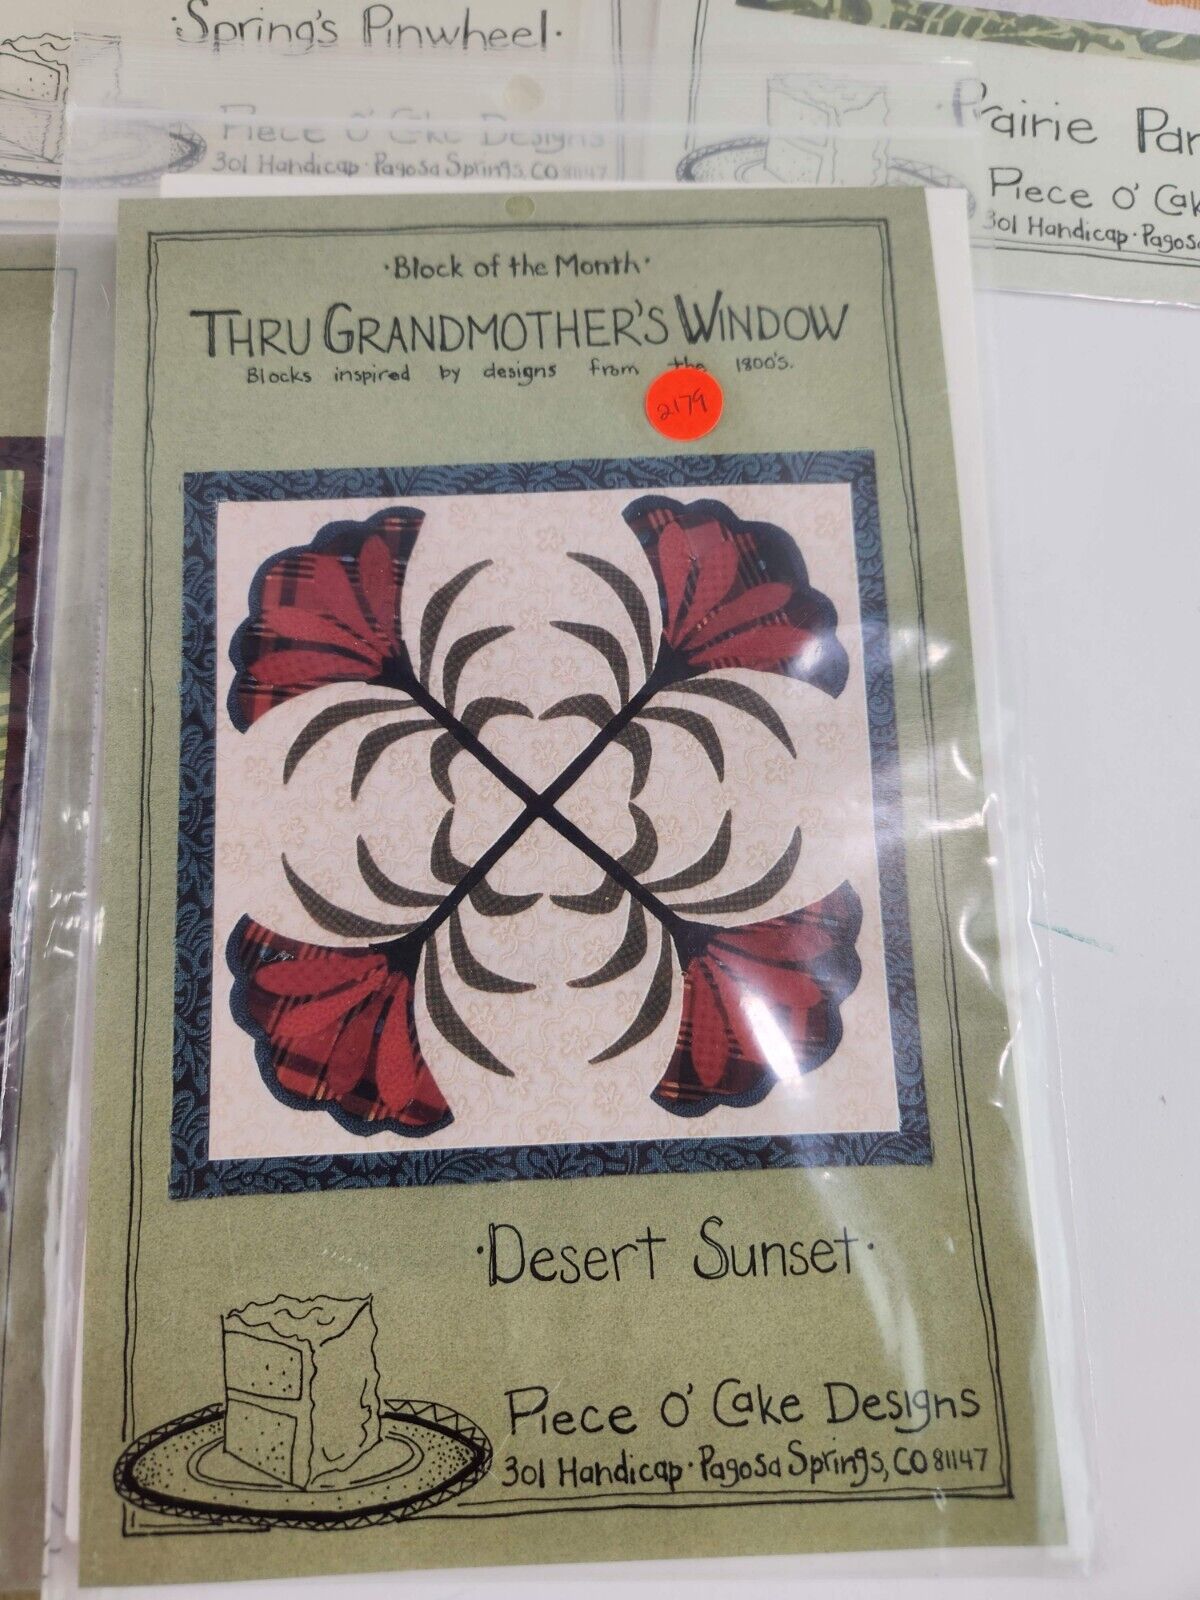 ·Spring's Pinwheel·
Piece O' Cake Designs
301 Handicap · Pagosa Springs, CO 81147
·Prairie
Piece O'
301 Handicap ·
·Block of the Month·
THRU GRANDMOTHER'S WINDOW
Blocks inspired by designs from the 1800's.
2179
·Desert Sunset·
Piece O' Cake Designs
301 Handicap · Pagosa Springs, CO 81147